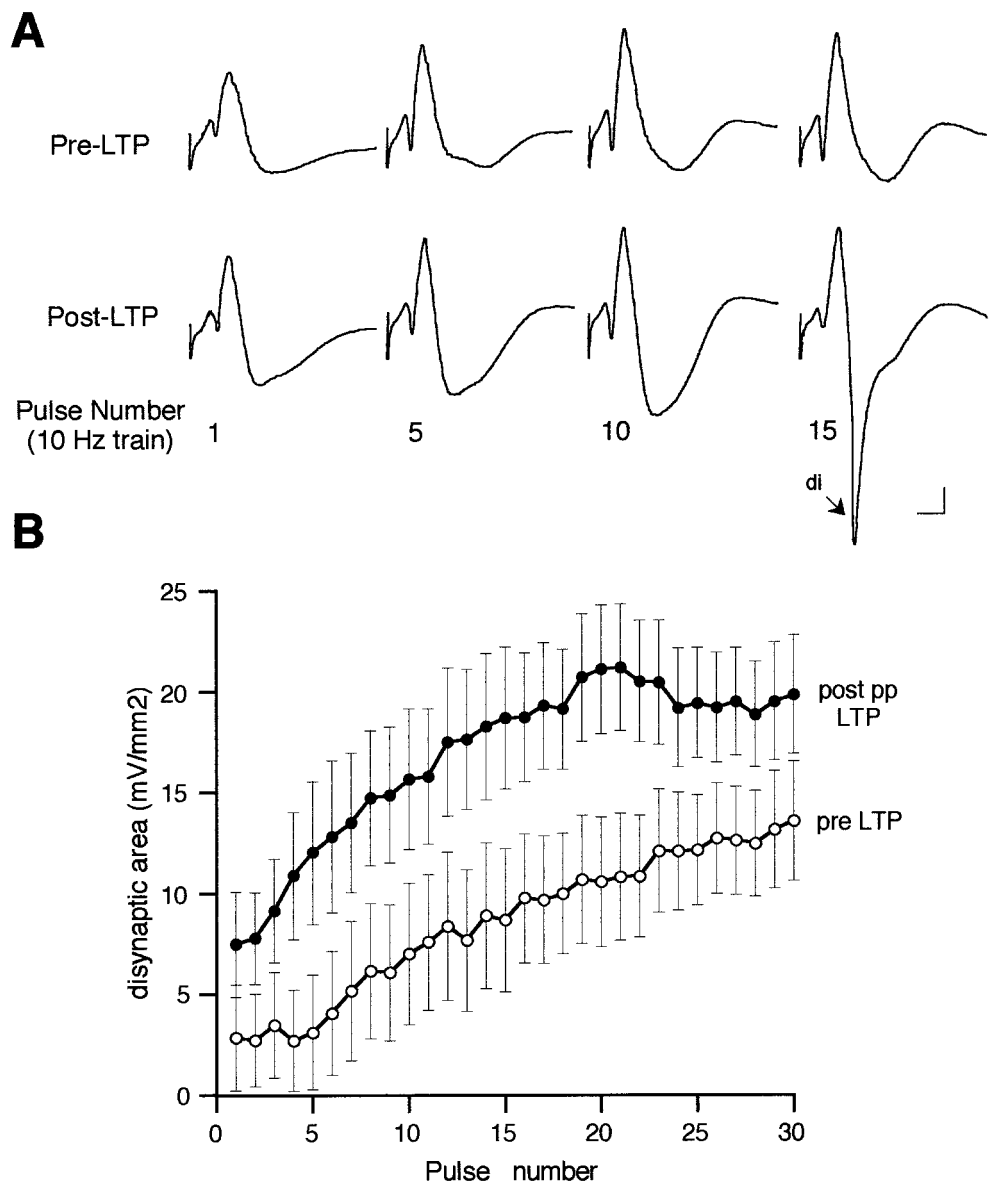 A
Pre-LTP
Post-LTP
Pulse Number
(10 Hz train)
1 5 10 15
di
B
disynaptic area (mV/mm2)
25
20
15
10
5
0
post pp
LTP
pre LTP
0 5 10 15 20 25 30
Pulse number